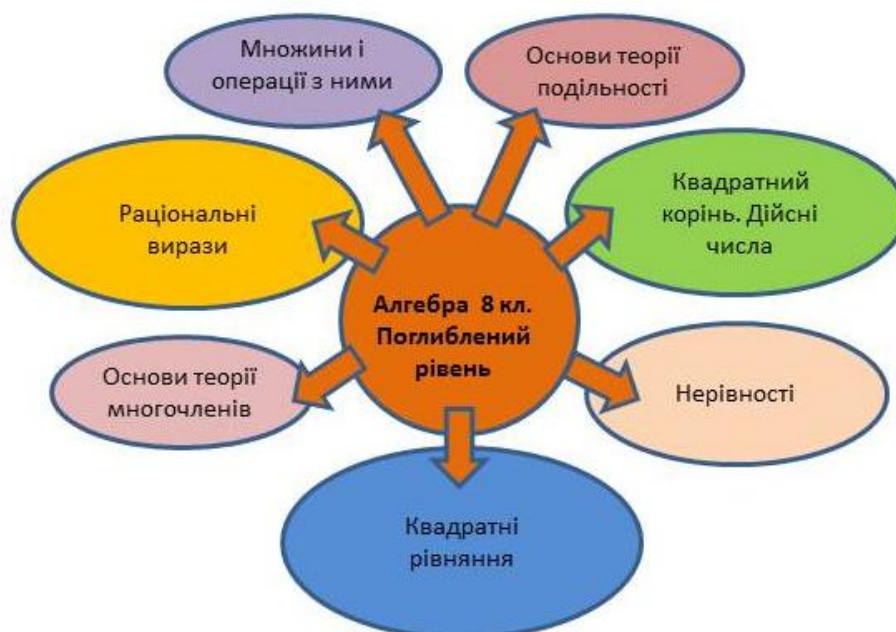 Множини і
операції з ними
Основи теорії
подільності
Раціональні
вирази
Квадратний
корінь. Дійсні
числа
Алгебра 8 кл.
Поглиблений
рівень
Основи теорії
многочленів
Нерівності
Квадратні
рівняння